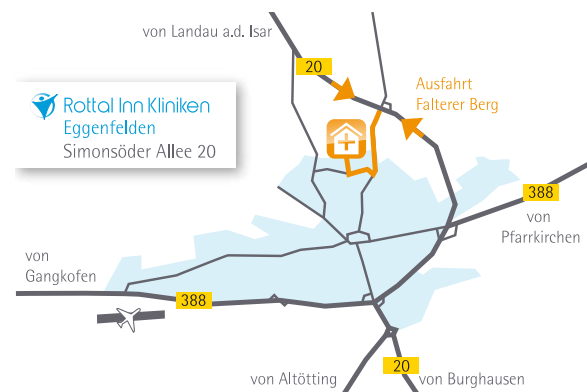 von Landau a.d. Isar
20
Ausfahrt
Falterer Berg
Rottal Inn Kliniken
Eggenfelden
Simonsöder Allee 20
388
von
Pfarrkirchen
von
Gangkofen
388
20
von Altötting
von Burghausen